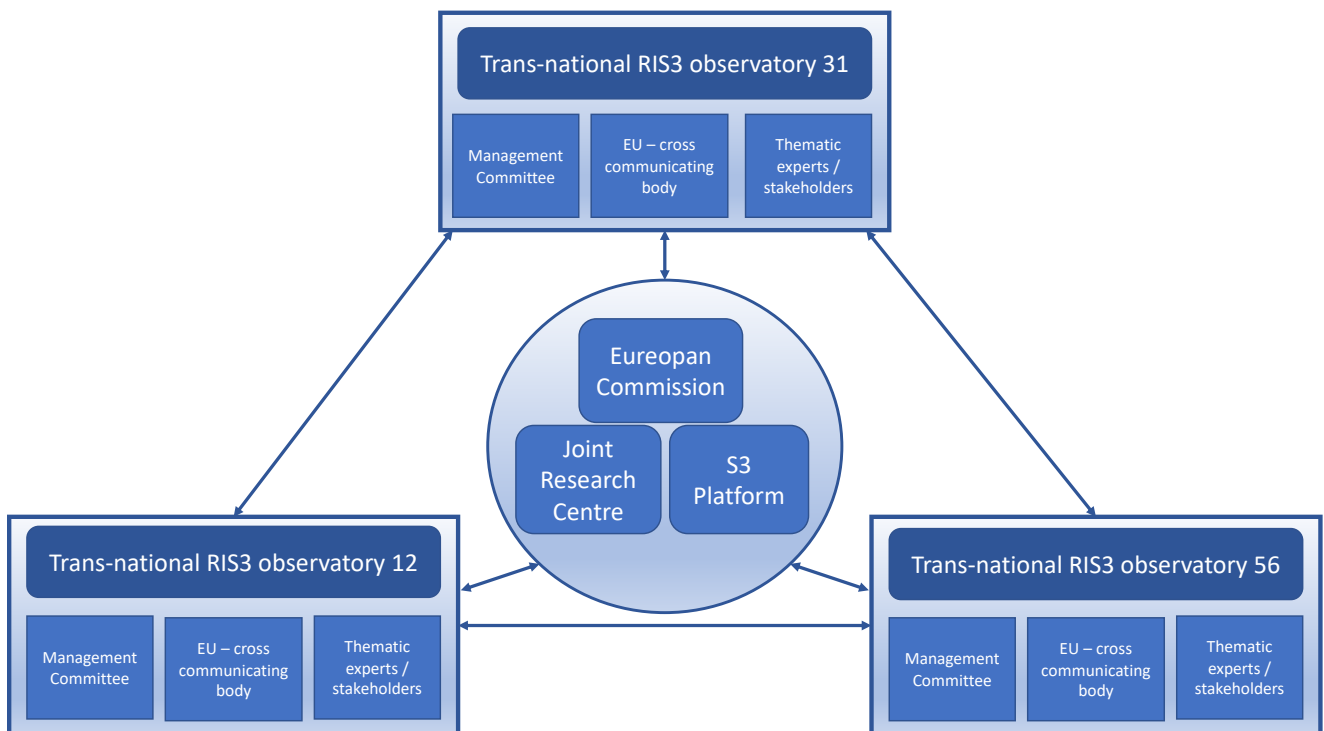 Trans-national RIS3 observatory 31
Management
Committee
EU – cross
communicating
body
Thematic
experts /
stakeholders
Eureopan
Commission
Joint
Research
Centre
S3
Platform
Trans-national RIS3 observatory 12
Management
Committee
EU – cross
communicating
body
Thematic
experts /
stakeholders
Trans-national RIS3 observatory 56
Management
Committee
EU – cross
communicating
body
Thematic
experts /
stakeholders